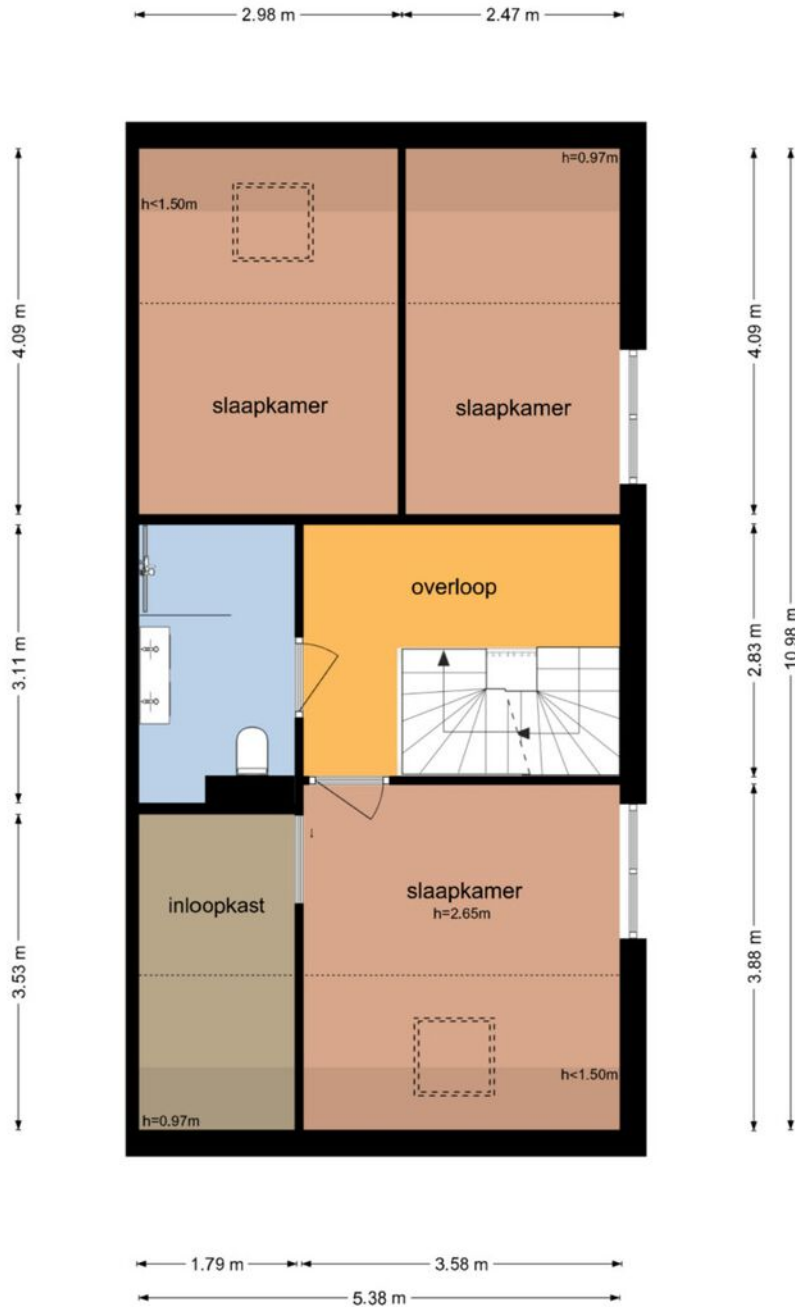 2.98 m
2.47 m
h=0.97m
h<1.50m
4.09 m
4.09 m
slaapkamer
slaapkamer
overloop
3.11 m
2.83 m
10.98 m
slaapkamer
h=2.65m
inloopkast
3.53 m
3.88 m
h<1.50m
h=0.97m
1.79 m
3.58 m
5.38 m